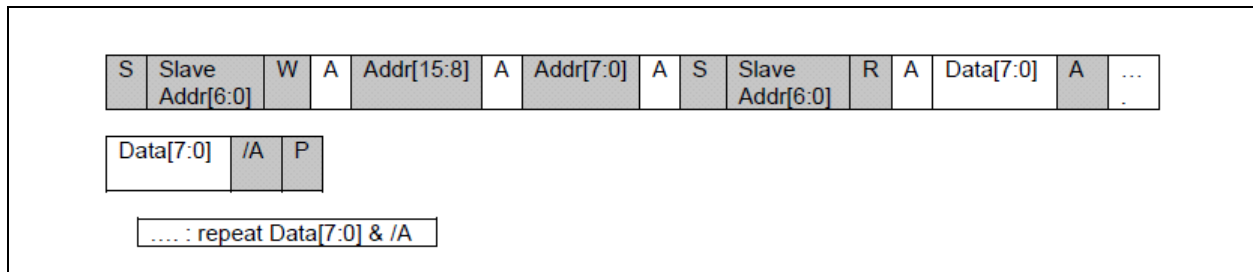 S Slave W A Addr[15:8] A Addr[7:0] A S Slave R A Data[7:0] A …
Addr[6:0] Addr[6:0] .
Data[7:0] /A P
…. : repeat Data[7:0] & /A